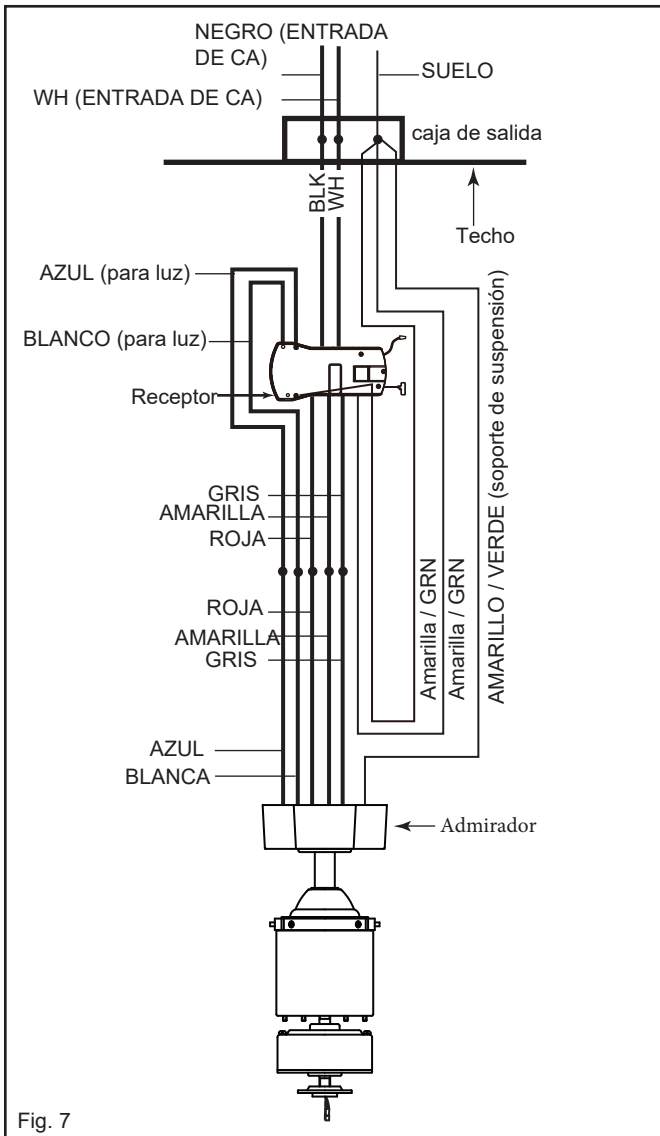 NEGRO (ENTRADA
DE CA)
SUELO
WH (ENTRADA DE CA)
caja de salida
BLK
WH
Techo
AZUL (para luz)
BLANCO (para luz)
Receptor
GRIS
AMARILLA
ROJA
ROJA
AMARILLA
GRIS
Amarilla / GRN
Amarilla / GRN
AMARILLO / VERDE (soporte de suspensión)
AZUL
BLANCA
Admirador
Fig. 7